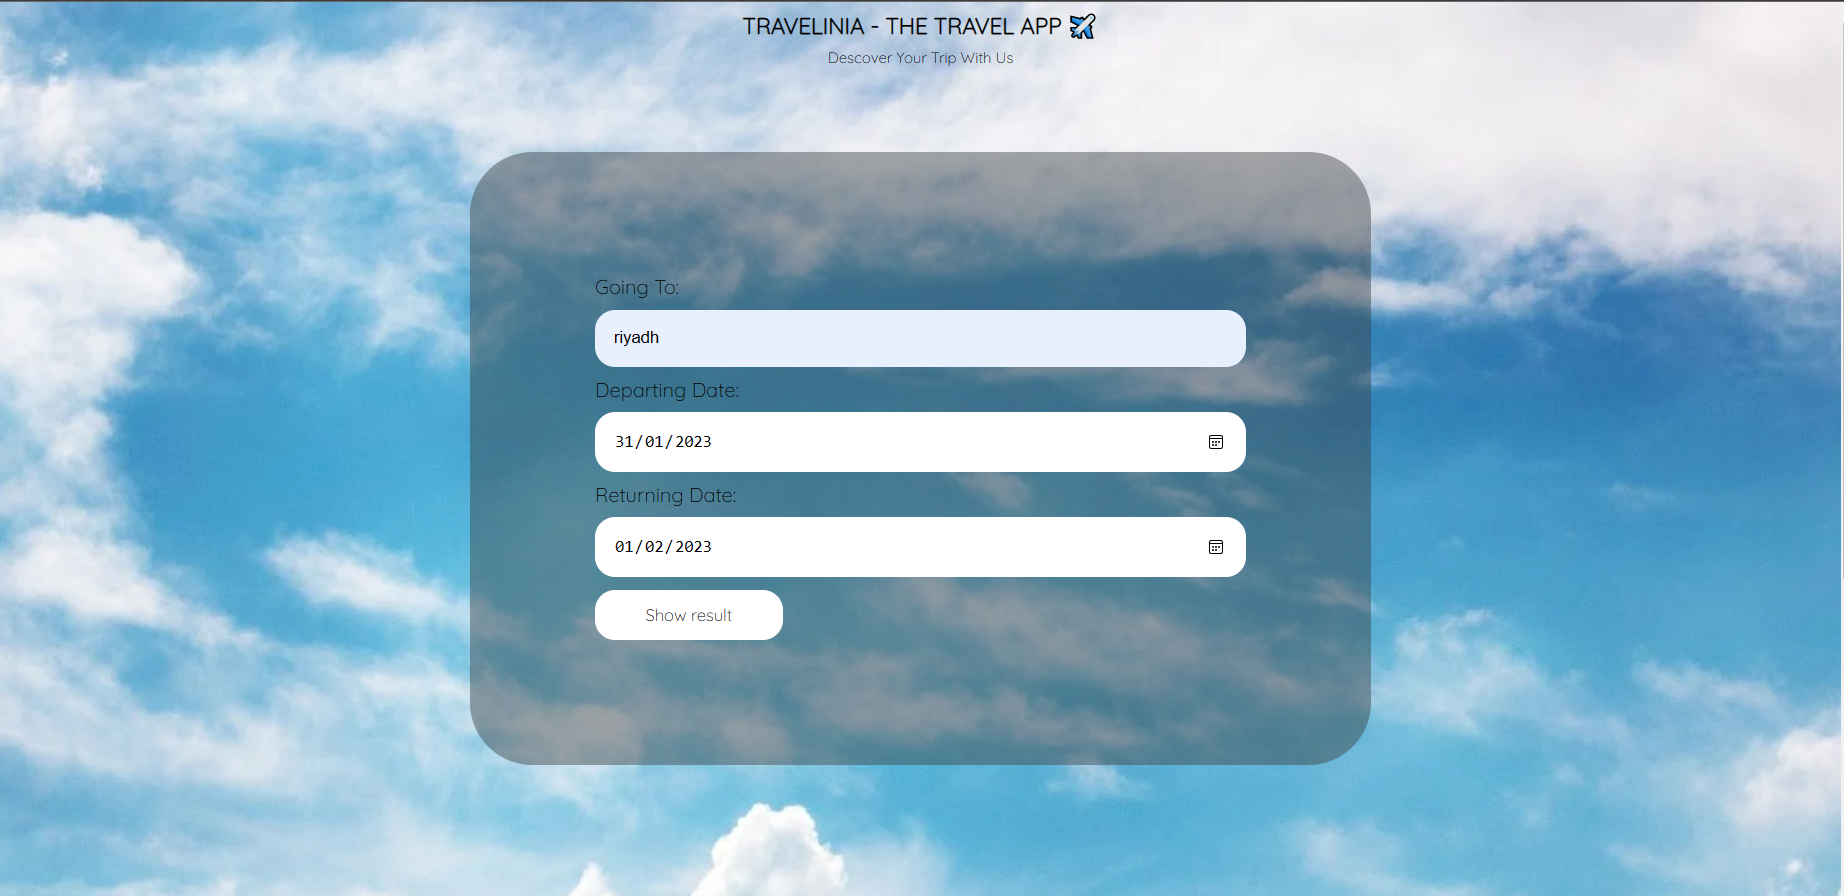 TRAVELINIA - THE TRAVEL APP
Descover Your Trip With Us
Going To:
riyadh
Departing Date:
31/01/2023
Returning Date:
01/02/2023
Show result